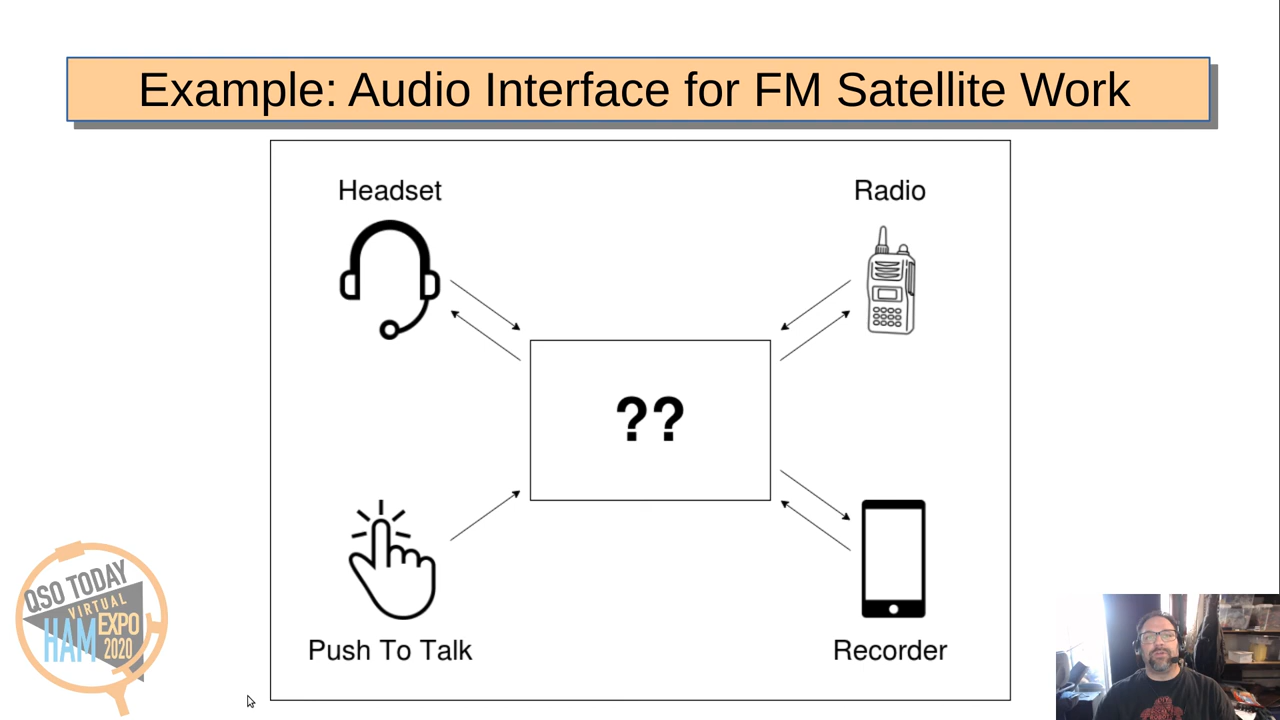 Example: Audio Interface for FM Satellite Work
Headset
Radio
??
Push To Talk
Recorder
QSO TODAY
VIRTUAL
HAM EXPO
2020